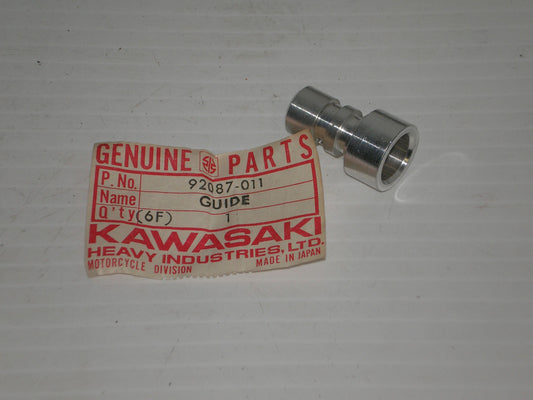 GENUINE PARTS
P. No. 92087-011
Name GUIDE
Q'ty (6F) 1
KAWASAKI
HEAVY INDUSTRIES, LTD.
MOTORCYCLE DIVISION MADE IN JAPAN